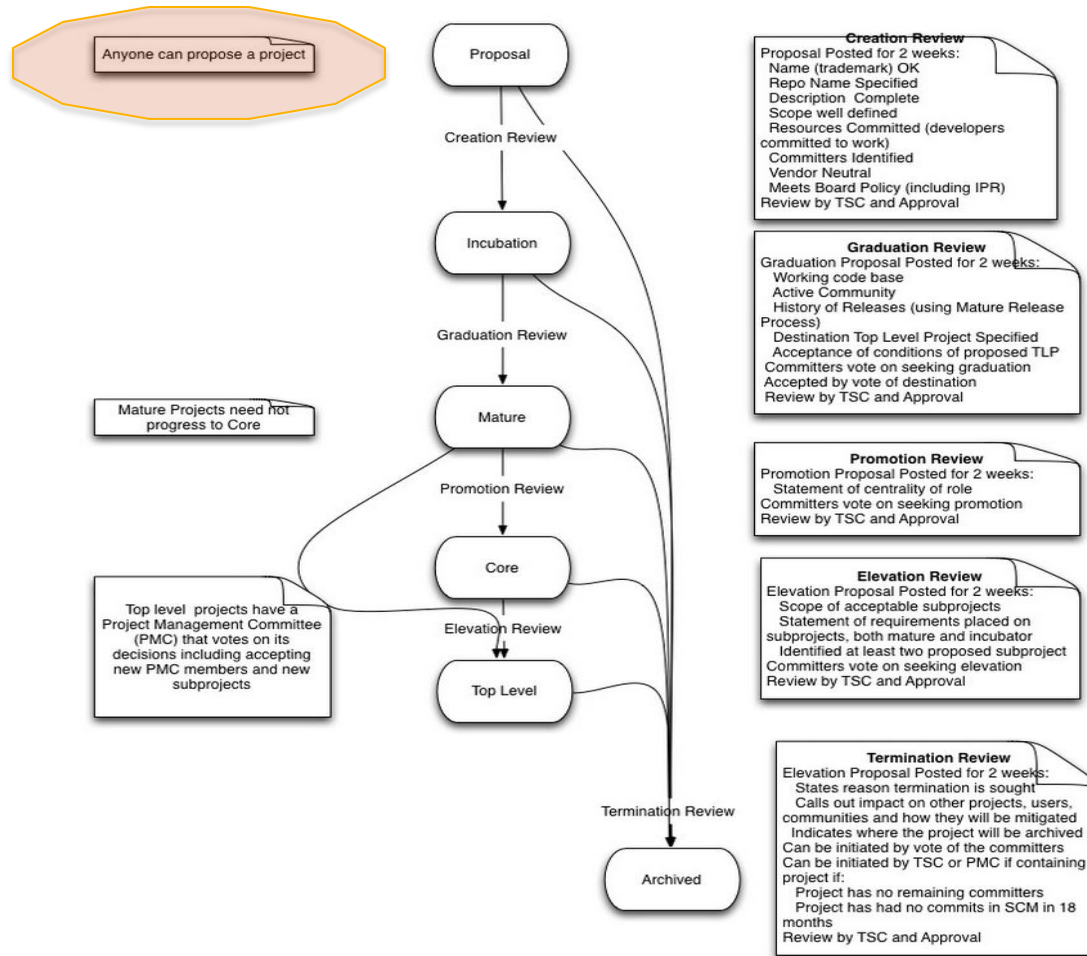 Anyone can propose a project
Proposal
Creation Review
Incubation
Graduation Review
Mature
Mature Projects need not
progress to Core
Promotion Review
Core
Top level projects have a
Project Management Committee
(PMC) that votes on its
decisions including accepting
new PMC members and new
subprojects
Elevation Review
Top Level
Termination Review
Archived
Creation Review
Proposal Posted for 2 weeks:
Name (trademark) OK
Repo Name Specified
Description Complete
Scope well defined
Resources Committed (developers
committed to work)
Committers Identified
Vendor Neutral
Meets Board Policy (including IPR)
Review by TSC and Approval
Graduation Review
Graduation Proposal Posted for 2 weeks:
Working code base
Active Community
History of Releases (using Mature Release
Process)
Destination Top Level Project Specified
Acceptance of conditions of proposed TLP
Committers vote on seeking graduation
Accepted by vote of destination
Review by TSC and Approval
Promotion Review
Promotion Proposal Posted for 2 weeks:
Statement of centrality of role
Committers vote on seeking promotion
Review by TSC and Approval
Elevation Review
Elevation Proposal Posted for 2 weeks:
Scope of acceptable subprojects
Statement of requirements placed on
subprojects, both mature and incubator
Identified at least two proposed subproject
Committers vote on seeking elevation
Review by TSC and Approval
Termination Review
Elevation Proposal Posted for 2 weeks:
States reason termination is sought
Calls out impact on other projects, users,
communities and how they will be mitigated
Indicates where the project will be archived
Can be initiated by vote of the committers
Can be initiated by TSC or PMC if containing
project if:
Project has no remaining committers
Project has had no commits in SCM in 18
months
Review by TSC and Approval